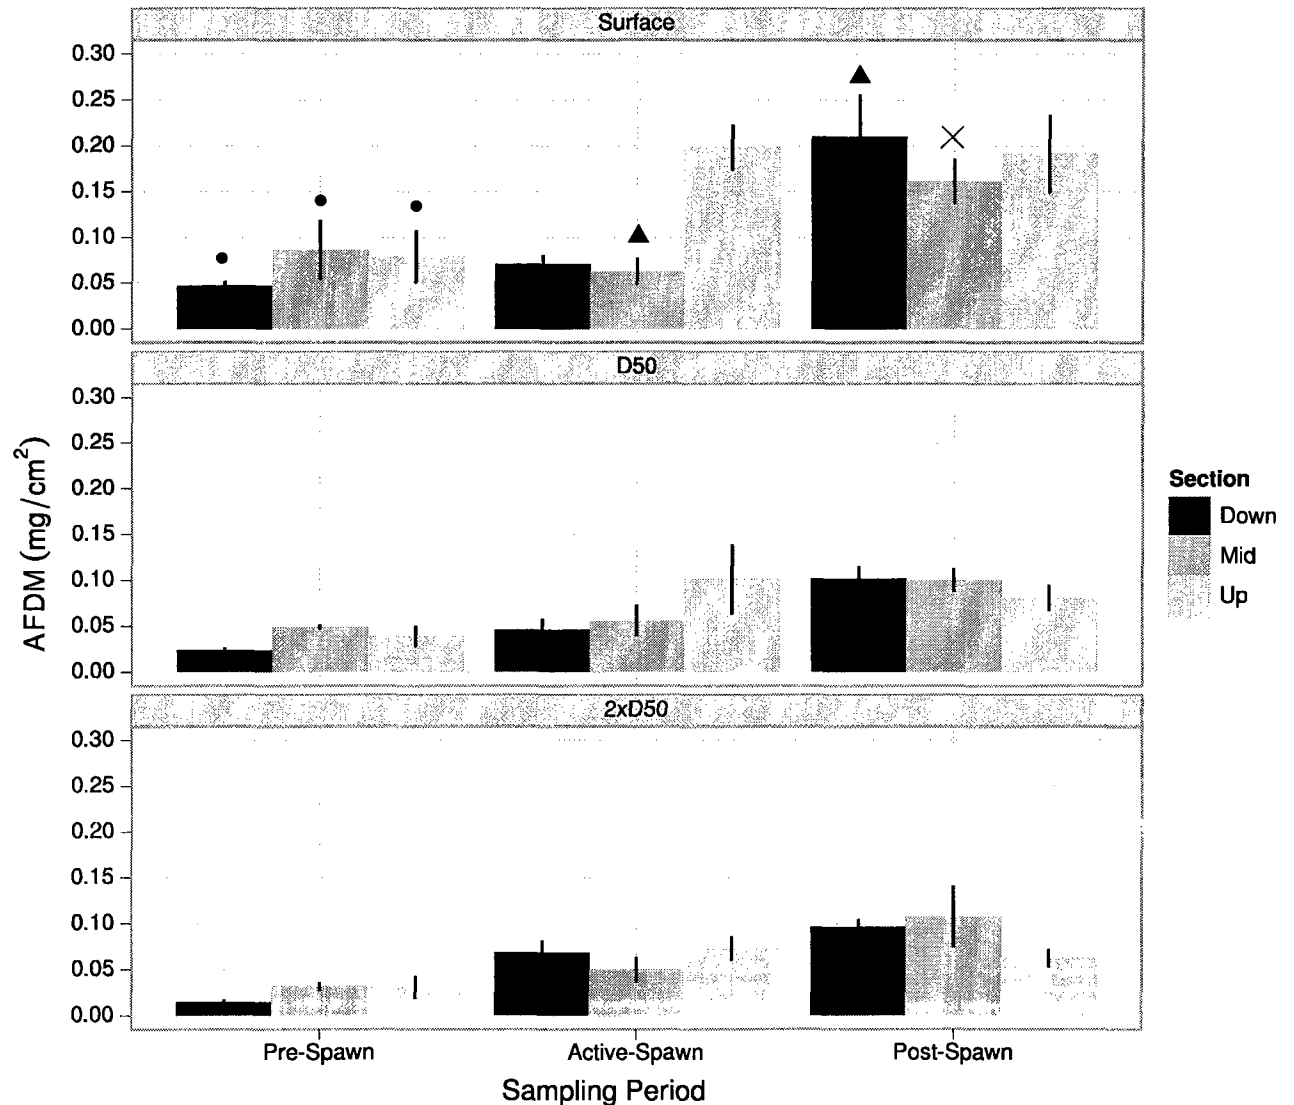 Surface
0.30
0.25
0.20
0.15
0.10
0.05
0.00
D50
0.30
0.25
0.20
0.15
0.10
0.05
0.00
2xD50
0.30
0.25
0.20
0.15
0.10
0.05
0.00
AFDM (mg/cm²)
Pre-Spawn Active-Spawn Post-Spawn
Sampling Period
Section
Down
Mid
Up